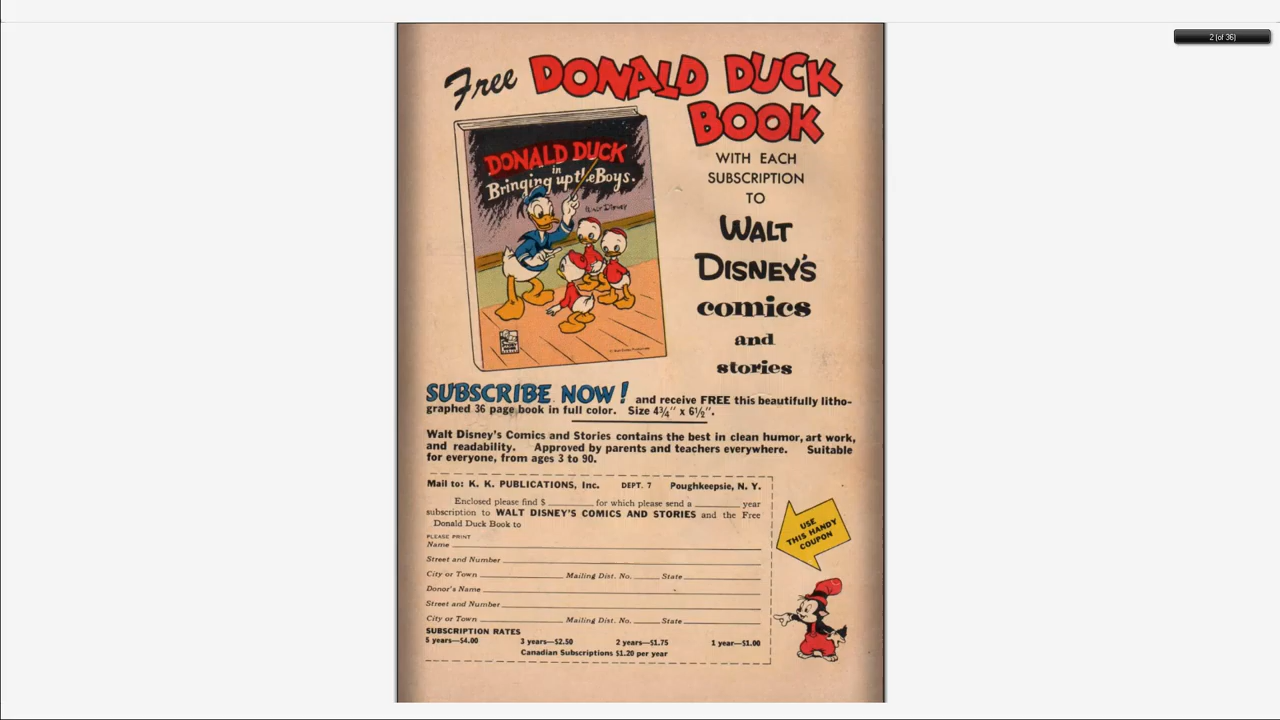 2 (of 36)
Free DONALD DUCK
BOOK
DONALD DUCK
in
Bringing up the Boys.
Walt Disney
WITH EACH
SUBSCRIPTION
TO
WALT
DISNEY'S
comics
and
stories
SUBSCRIBE NOW! and receive FREE this beautifully litho-
graphed 36 page book in full color. Size 4¾" x 6½".
Walt Disney's Comics and Stories contains the best in clean humor, art work,
and readability. Approved by parents and teachers everywhere. Suitable
for everyone, from ages 3 to 90.
Mail to: K. K. PUBLICATIONS, Inc. DEPT. 7 Poughkeepsie, N. Y.
Enclosed please find $ for which please send a year
subscription to WALT DISNEY'S COMICS AND STORIES and the Free
Donald Duck Book to
PLEASE PRINT
Name
Street and Number
City or Town Mailing Dist. No. State
Donor's Name
Street and Number
City or Town Mailing Dist. No. State
SUBSCRIPTION RATES
5 years—$4.00 3 years—$2.50 2 years—$1.75 1 year—$1.00
Canadian Subscriptions $1.20 per year
USE
THIS HANDY
COUPON